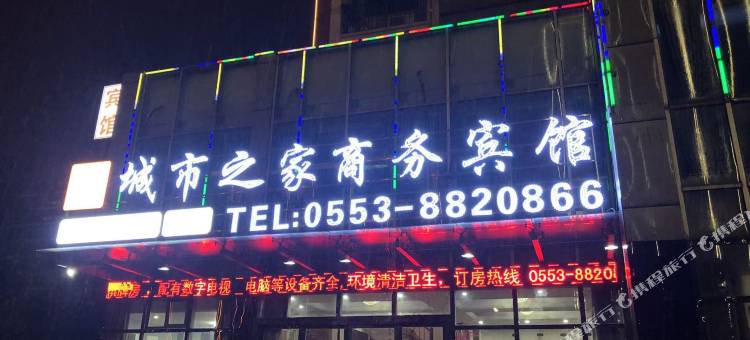 宾馆
城市之家商务宾馆
TEL:0553-8820866
配有数字电视 电脑等设备齐全,环境清洁卫生，订房热线 0553-8820
携程旅行
携程